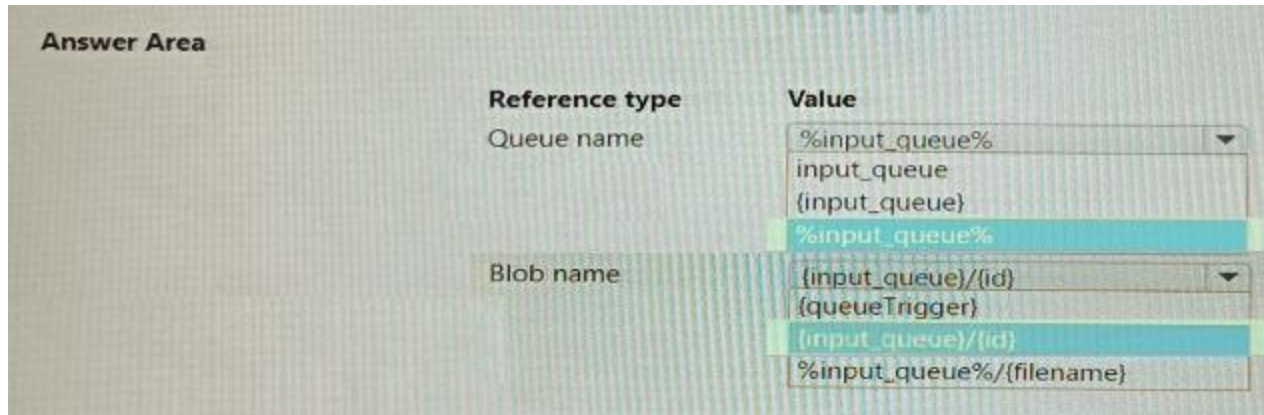 Answer Area
Reference type Value
Queue name %input_queue%
input_queue
{input_queue}
%input_queue%
Blob name {input_queue}/{id}
{queueTrigger}
{input_queue}/{id}
%input_queue%/{filename}